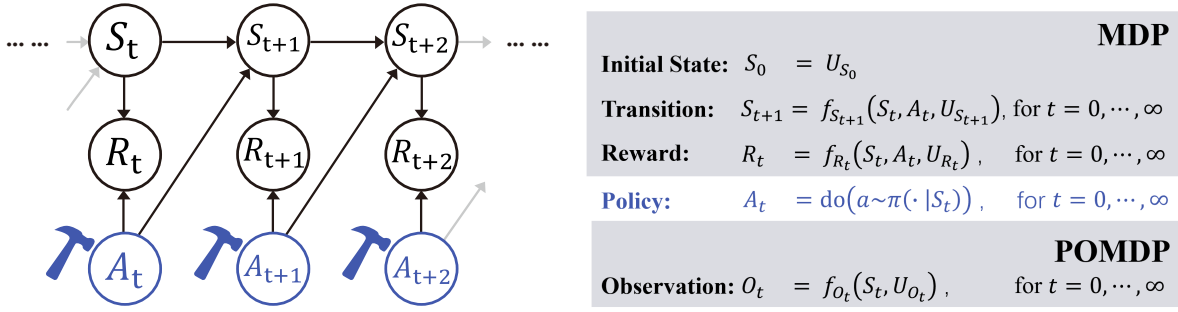 ... ... S_t S_{t+1} S_{t+2} ... ...
R_t R_{t+1} R_{t+2}
A_t A_{t+1} A_{t+2}
MDP
Initial State: S_0 = U_{S_0}
Transition: S_{t+1} = f_{S_{t+1}}(S_t, A_t, U_{S_{t+1}}), for t = 0, ⋯, ∞
Reward: R_t = f_{R_t}(S_t, A_t, U_{R_t}) , for t = 0, ⋯, ∞
Policy: A_t = do(a~π(· |S_t)) , for t = 0, ⋯, ∞
POMDP
Observation: O_t = f_{O_t}(S_t, U_{O_t}) , for t = 0, ⋯, ∞